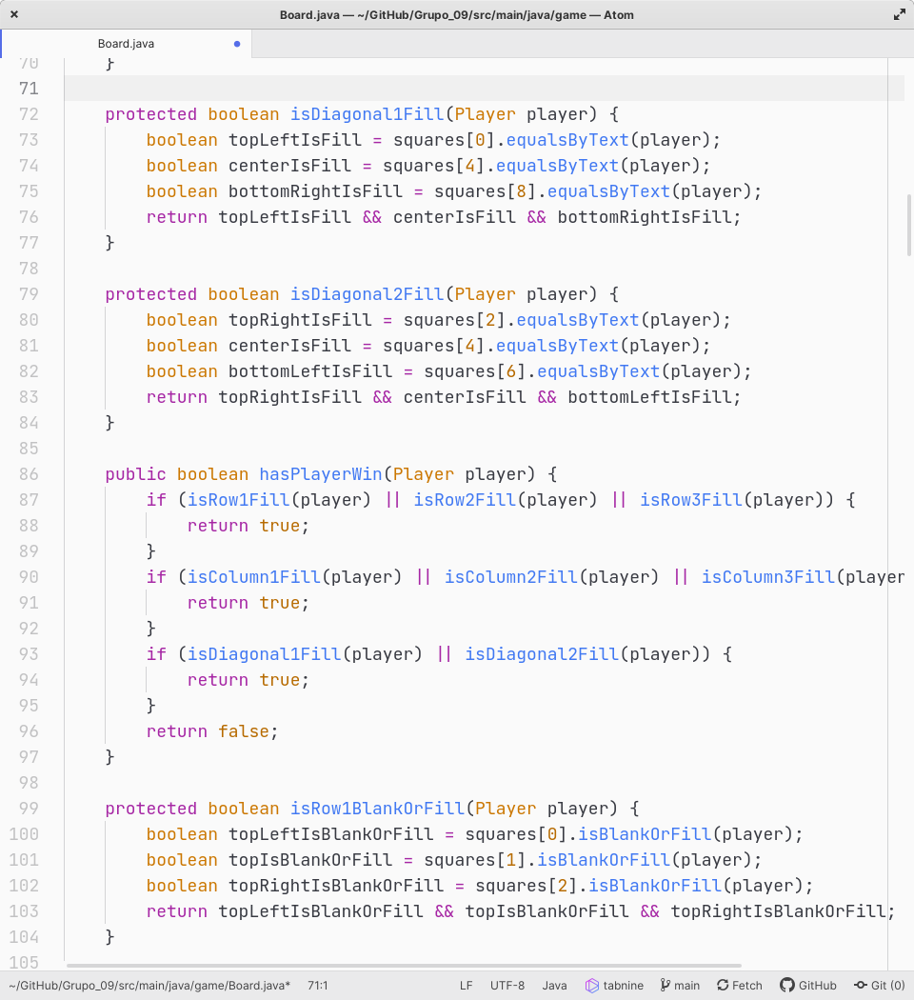 Board.java — ~/GitHub/Grupo_09/src/main/java/game — Atom
Board.java
70     }
71
72     protected boolean isDiagonal1Fill(Player player) {
73         boolean topLeftIsFill = squares[0].equalsByText(player);
74         boolean centerIsFill = squares[4].equalsByText(player);
75         boolean bottomRightIsFill = squares[8].equalsByText(player);
76         return topLeftIsFill && centerIsFill && bottomRightIsFill;
77     }
78
79     protected boolean isDiagonal2Fill(Player player) {
80         boolean topRightIsFill = squares[2].equalsByText(player);
81         boolean centerIsFill = squares[4].equalsByText(player);
82         boolean bottomLeftIsFill = squares[6].equalsByText(player);
83         return topRightIsFill && centerIsFill && bottomLeftIsFill;
84     }
85
86     public boolean hasPlayerWin(Player player) {
87         if (isRow1Fill(player) || isRow2Fill(player) || isRow3Fill(player)) {
88             return true;
89         }
90         if (isColumn1Fill(player) || isColumn2Fill(player) || isColumn3Fill(player
91             return true;
92         }
93         if (isDiagonal1Fill(player) || isDiagonal2Fill(player)) {
94             return true;
95         }
96         return false;
97     }
98
99     protected boolean isRow1BlankOrFill(Player player) {
100         boolean topLeftIsBlankOrFill = squares[0].isBlankOrFill(player);
101         boolean topIsBlankOrFill = squares[1].isBlankOrFill(player);
102         boolean topRightIsBlankOrFill = squares[2].isBlankOrFill(player);
103         return topLeftIsBlankOrFill && topIsBlankOrFill && topRightIsBlankOrFill;
104     }
105
~/GitHub/Grupo_09/src/main/java/game/Board.java* 71:1 LF UTF-8 Java tabnine main Fetch GitHub Git (0)